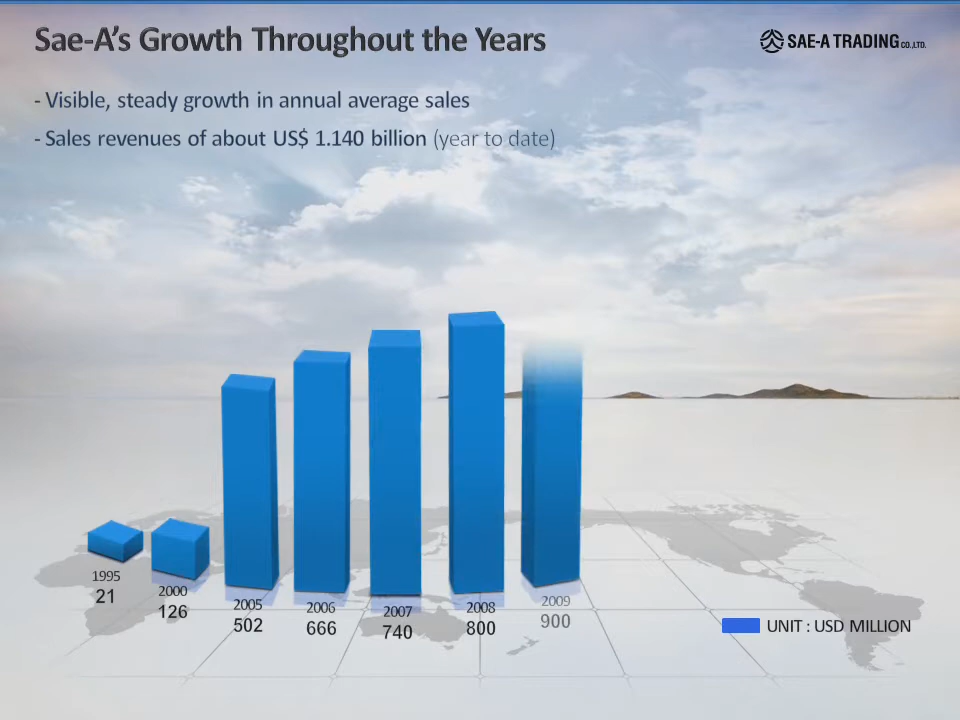 Sae-A’s Growth Throughout the Years
SAE-A TRADING CO.,LTD.
- Visible, steady growth in annual average sales
- Sales revenues of about US$ 1.140 billion (year to date)
1995
21
2000
126
2005
502
2006
666
2007
740
2008
800
2009
900
UNIT : USD MILLION